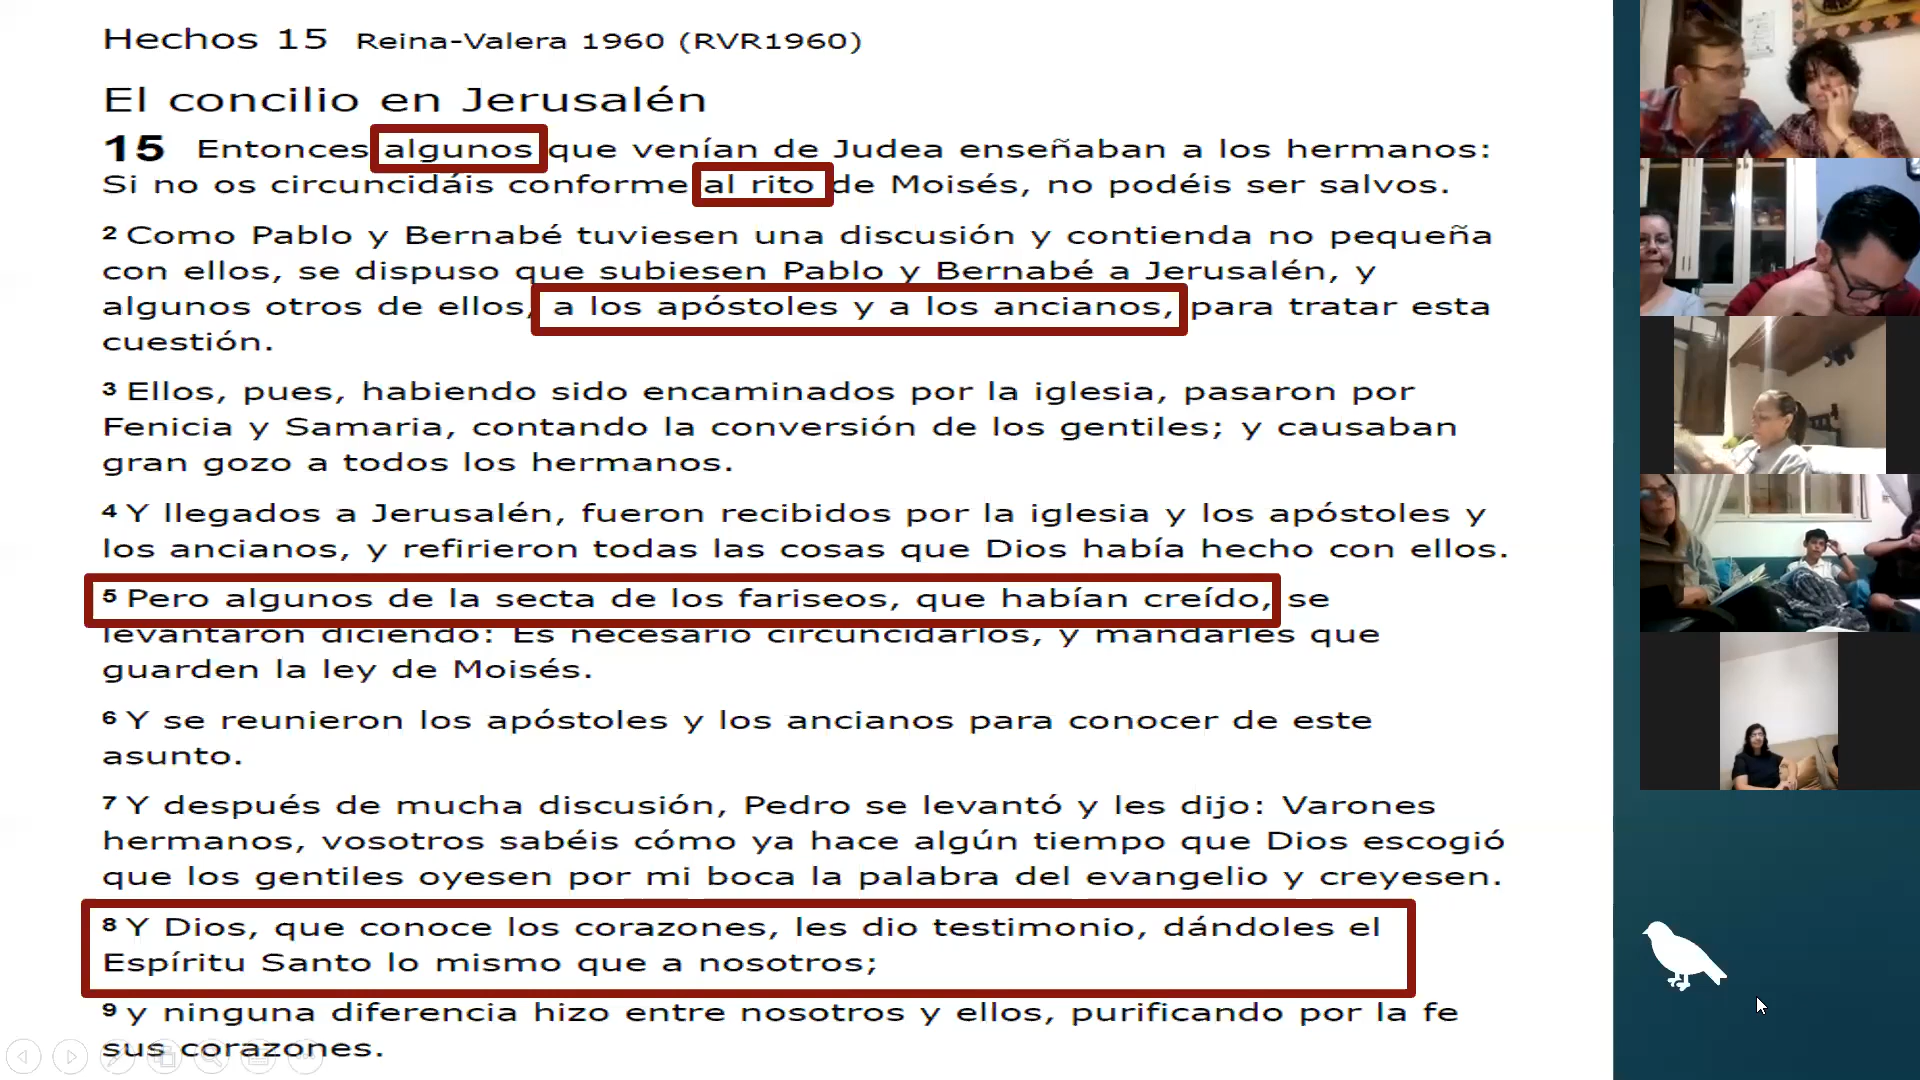 Hechos 15 Reina-Valera 1960 (RVR1960)
El concilio en Jerusalén
15 Entonces algunos que venían de Judea enseñaban a los hermanos:
Si no os circuncidáis conforme al rito de Moisés, no podéis ser salvos.
2 Como Pablo y Bernabé tuviesen una discusión y contienda no pequeña
con ellos, se dispuso que subiesen Pablo y Bernabé a Jerusalén, y
algunos otros de ellos, a los apóstoles y a los ancianos, para tratar esta
cuestión.
3 Ellos, pues, habiendo sido encaminados por la iglesia, pasaron por
Fenicia y Samaria, contando la conversión de los gentiles; y causaban
gran gozo a todos los hermanos.
4 Y llegados a Jerusalén, fueron recibidos por la iglesia y los apóstoles y
los ancianos, y refirieron todas las cosas que Dios había hecho con ellos.
5 Pero algunos de la secta de los fariseos, que habían creído, se
levantaron diciendo: Es necesario circuncidarlos, y mandarles que
guarden la ley de Moisés.
6 Y se reunieron los apóstoles y los ancianos para conocer de este
asunto.
7 Y después de mucha discusión, Pedro se levantó y les dijo: Varones
hermanos, vosotros sabéis cómo ya hace algún tiempo que Dios escogió
que los gentiles oyesen por mi boca la palabra del evangelio y creyesen.
8 Y Dios, que conoce los corazones, les dio testimonio, dándoles el
Espíritu Santo lo mismo que a nosotros;
9 y ninguna diferencia hizo entre nosotros y ellos, purificando por la fe
sus corazones.